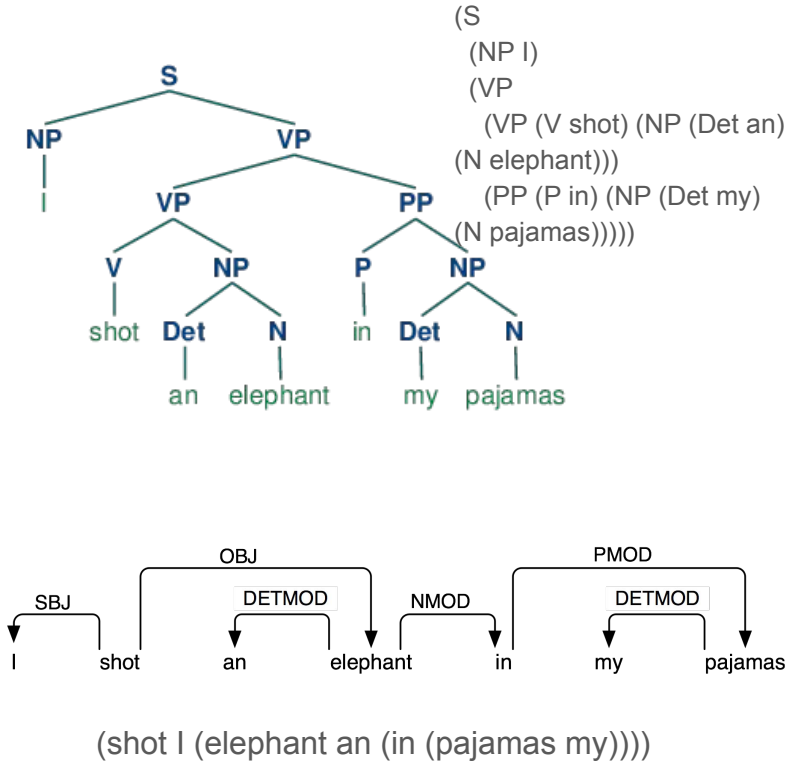 (S
(NP I)
(VP
(VP (V shot) (NP (Det an)
(N elephant)))
(PP (P in) (NP (Det my)
(N pajamas)))))
S
NP VP
I VP PP
V NP P NP
shot Det N in Det N
an elephant my pajamas
OBJ PMOD
SBJ DETMOD NMOD DETMOD
I shot an elephant in my pajamas
(shot I (elephant an (in (pajamas my))))